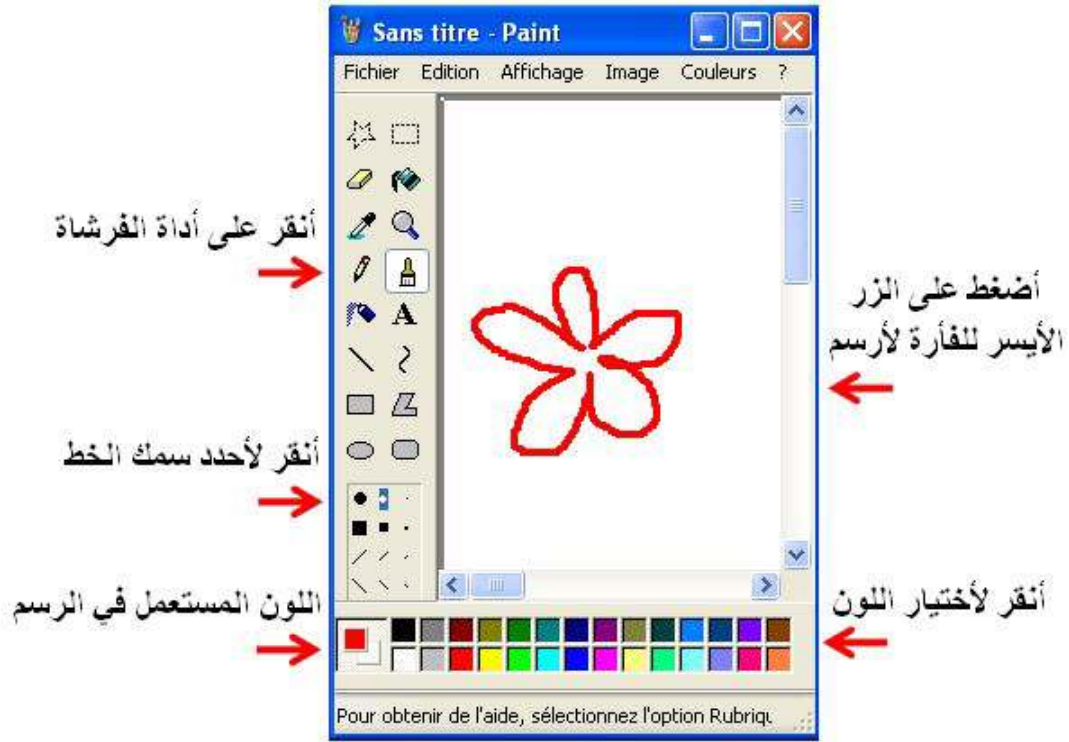 Sans titre - Paint
Fichier Edition Affichage Image Couleurs ?
أنقر على أداة الفرشاة
A
أضغط على الزر
الأيسر للفأرة لأرسم
أنقر لأحدد سمك الخط
اللون المستعمل في الرسم
أنقر لأختيار اللون
Pour obtenir de l'aide, sélectionnez l'option Rubriqu